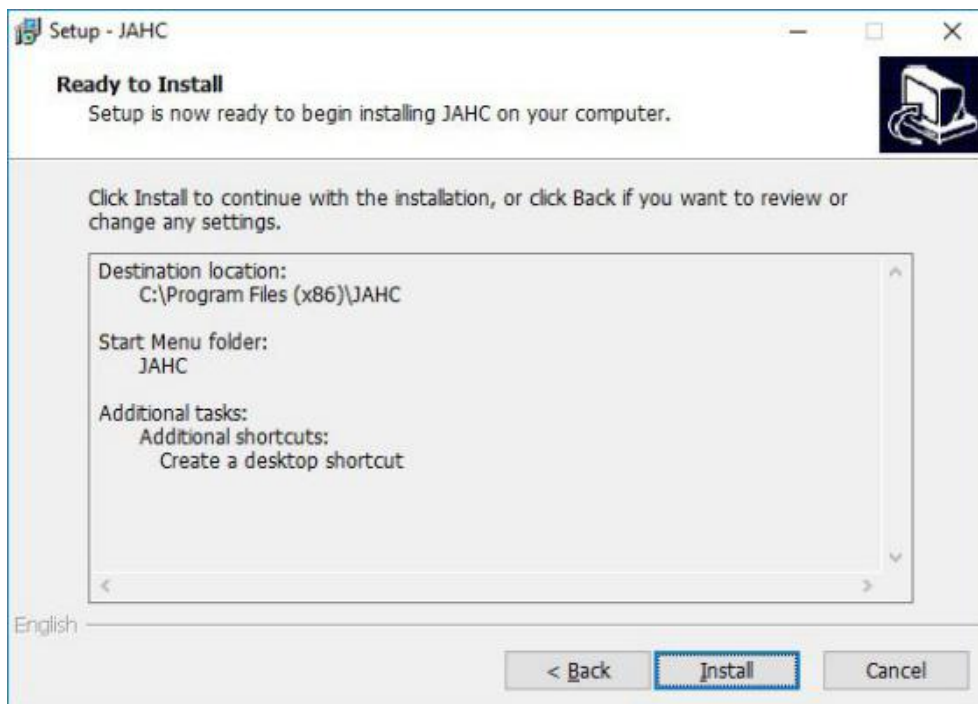 Setup - JAHC
Ready to Install
Setup is now ready to begin installing JAHC on your computer.
Click Install to continue with the installation, or click Back if you want to review or
change any settings.
Destination location:
C:\Program Files (x86)\JAHC
Start Menu folder:
JAHC
Additional tasks:
Additional shortcuts:
Create a desktop shortcut
English
< Back
Install
Cancel